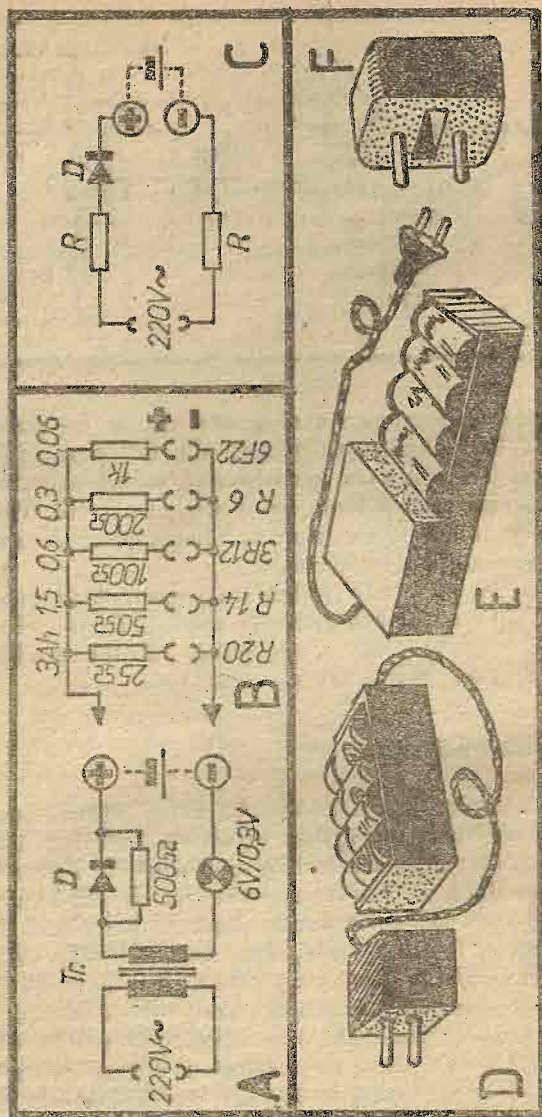 Tr.
D
500Ω
220V~
+
−
6V/0,3V
A
3Ah 1,5 0,6 0,3 0,06
25Ω 50Ω 100Ω 200Ω 1k
+
−
R20 R14 3R12 R6 6F22
B
R
D
220V~
+
−
R
C
D
E
F